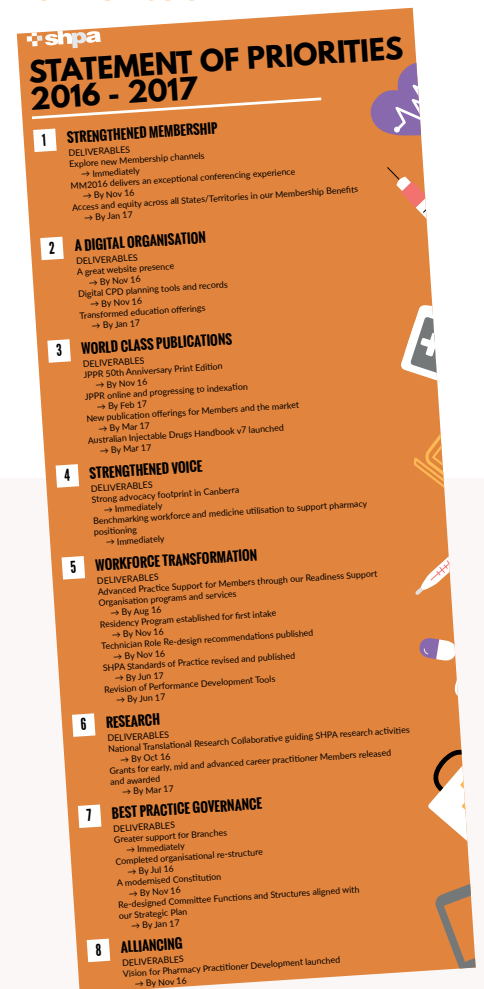 shpa
STATEMENT OF PRIORITIES
2016 - 2017
1 STRENGTHENED MEMBERSHIP
DELIVERABLES
Explore new Membership channels
→ Immediately
MM2016 delivers an exceptional conferencing experience
→ By Nov 16
Access and equity across all States/Territories in our Membership Benefits
→ By Jan 17
2 A DIGITAL ORGANISATION
DELIVERABLES
A great website presence
→ By Nov 16
Digital CPD planning tools and records
→ By Nov 16
Transformed education offerings
→ By Jan 17
3 WORLD CLASS PUBLICATIONS
DELIVERABLES
JPPR 50th Anniversary Print Edition
→ By Nov 16
JPPR online and progressing to indexation
→ By Feb 17
New publication offerings for Members and the market
→ By Mar 17
Australian Injectable Drugs Handbook v7 launched
→ By Mar 17
4 STRENGTHENED VOICE
DELIVERABLES
Strong advocacy footprint in Canberra
→ Immediately
Benchmarking workforce and medicine utilisation to support pharmacy
positioning
→ Immediately
5 WORKFORCE TRANSFORMATION
DELIVERABLES
Advanced Practice Support for Members through our Readiness Support
Organisation programs and services
→ By Aug 16
Residency Program established for first intake
→ By Nov 16
Technician Role Re-design recommendations published
→ By Nov 16
SHPA Standards of Practice revised and published
→ By Jun 17
Revision of Performance Development Tools
→ By Jun 17
6 RESEARCH
DELIVERABLES
National Translational Research Collaborative guiding SHPA research activities
→ By Oct 16
Grants for early, mid and advanced career practitioner Members released
and awarded
→ By Mar 17
7 BEST PRACTICE GOVERNANCE
DELIVERABLES
Greater support for Branches
→ Immediately
Completed organisational re-structure
→ By Jul 16
A modernised Constitution
→ By Nov 16
Re-designed Committee Functions and Structures aligned with
our Strategic Plan
→ By Jan 17
8 ALLIANCING
DELIVERABLES
Vision for Pharmacy Practitioner Development launched
→ By Nov 16